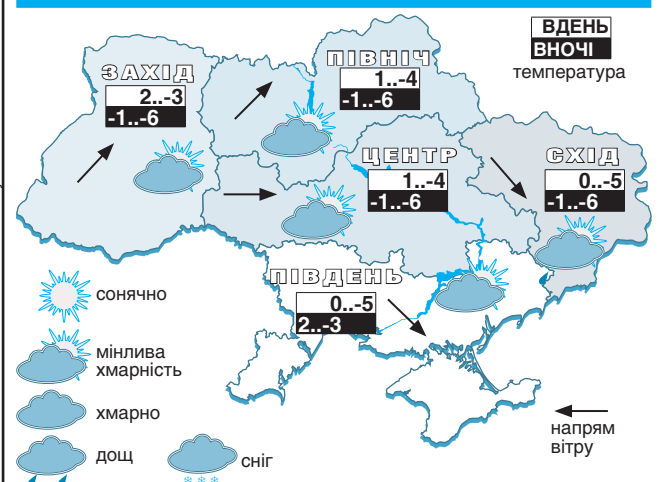 ВДЕНЬ
ВНОЧІ
температура
ПІВНІЧ
1..-4
-1..-6
ЗАХІД
2..-3
-1..-6
ЦЕНТР
1..-4
-1..-6
СХІД
0..-5
-1..-6
ПІВДЕНЬ
0..-5
2..-3
сонячно
мінлива
хмарність
хмарно
дощ
сніг
напрям
вітру